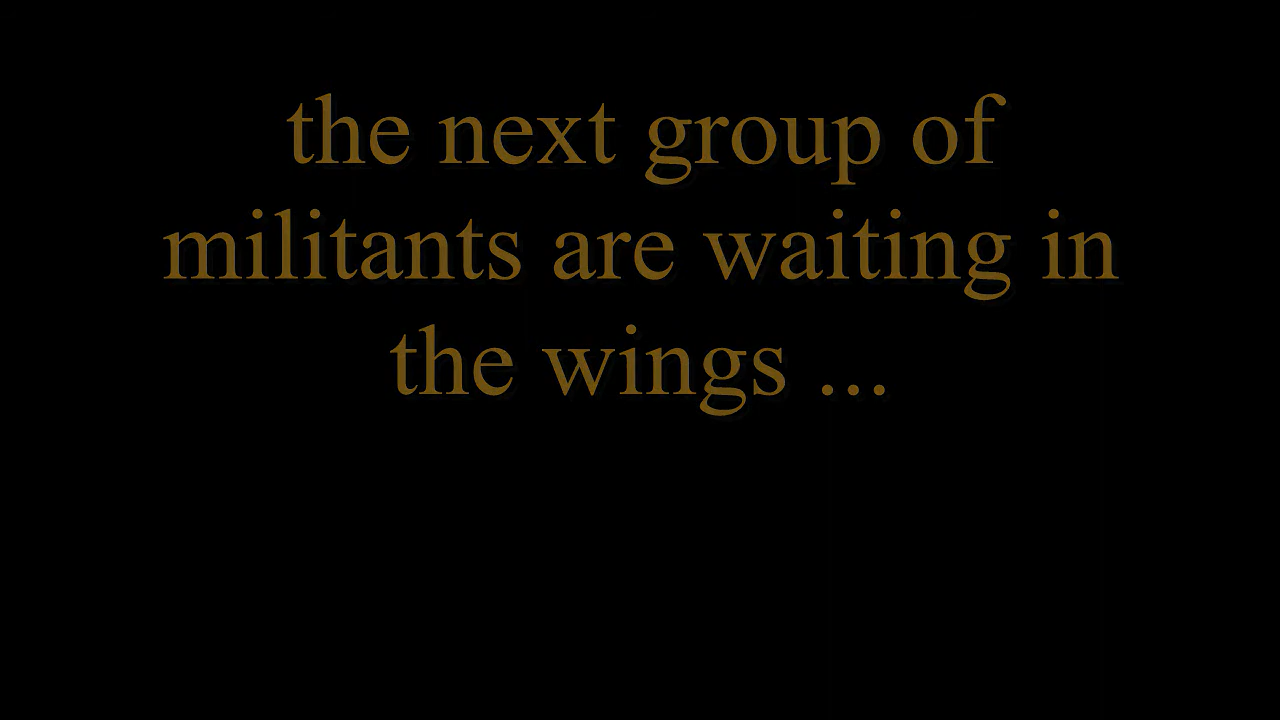 the next group of
militants are waiting in
the wings ...